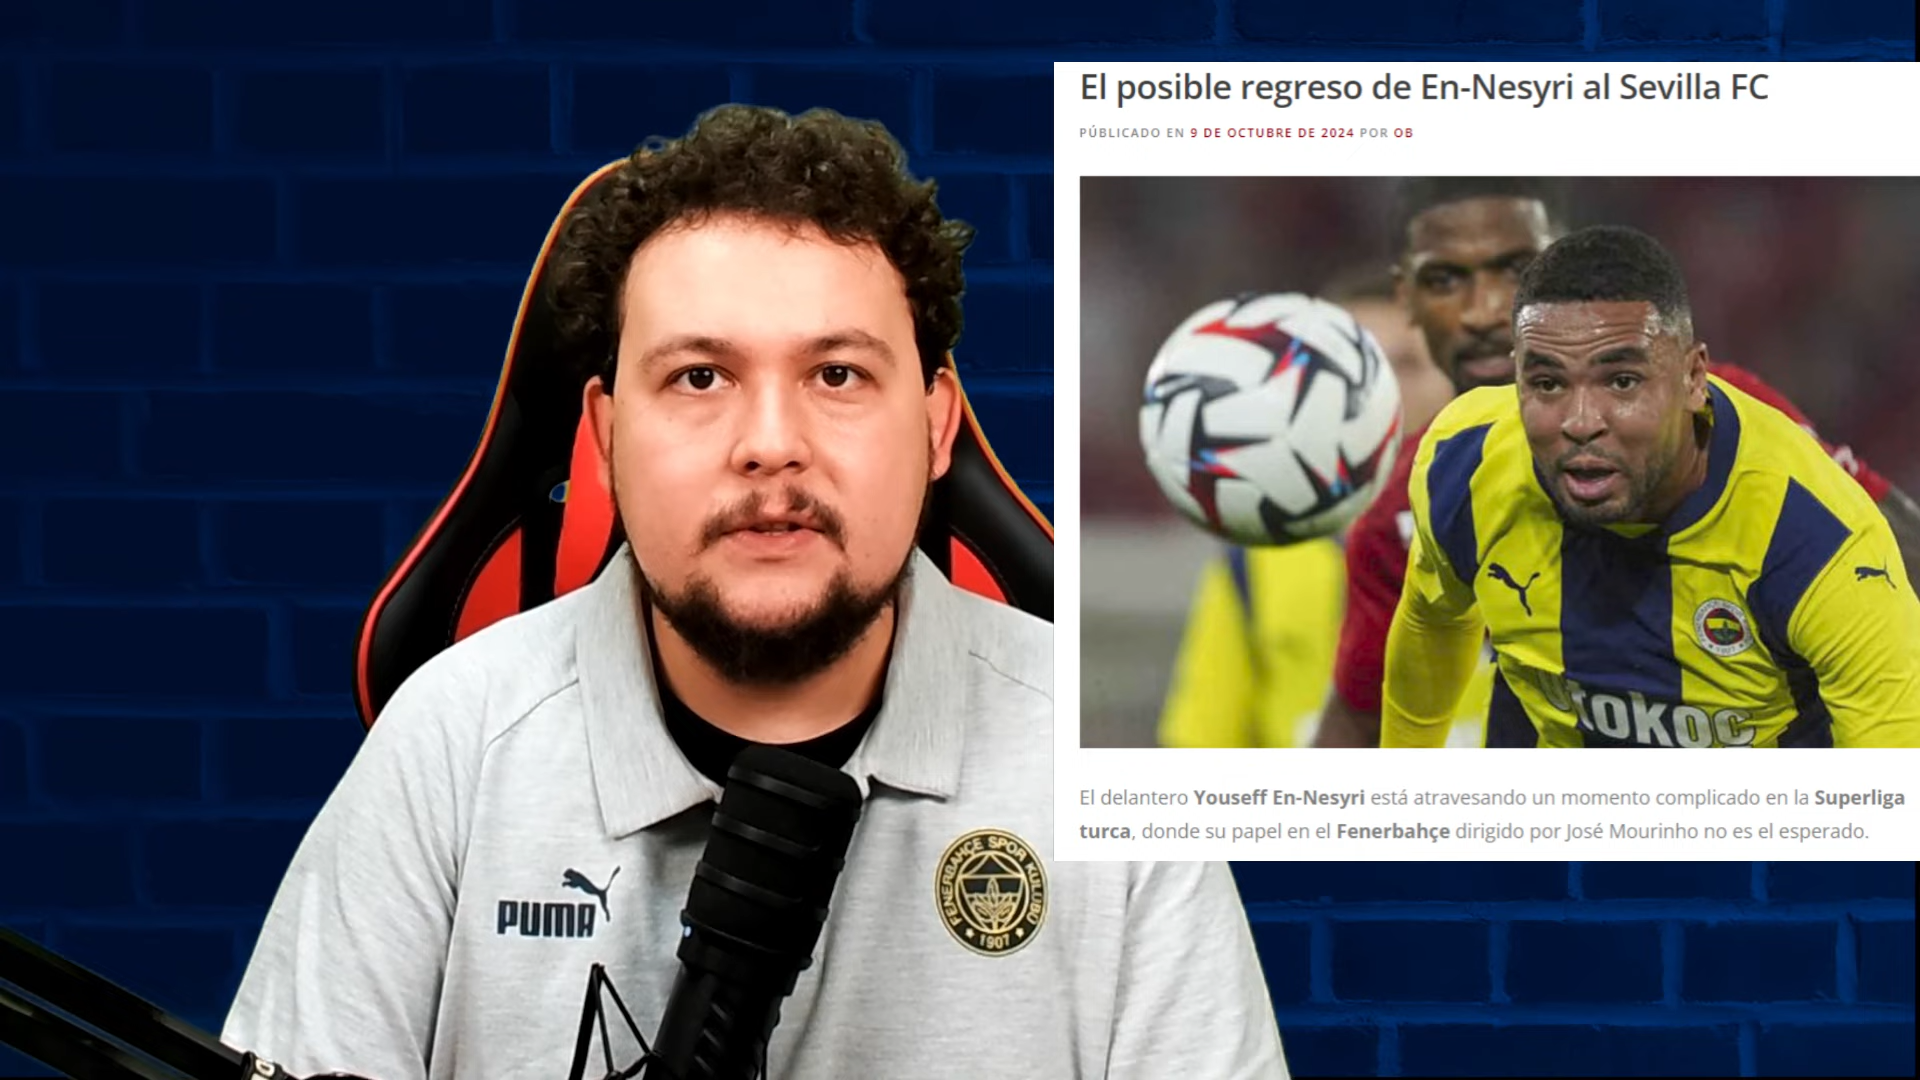 El posible regreso de En-Nesyri al Sevilla FC
PÚBLICADO EN 9 DE OCTUBRE DE 2024 POR OB
tokoç
El delantero Youseff En-Nesyri está atravesando un momento complicado en la Superliga
turca, donde su papel en el Fenerbahçe dirigido por José Mourinho no es el esperado.
PUMA
FENERBAHÇE SPOR KULÜBÜ
1907